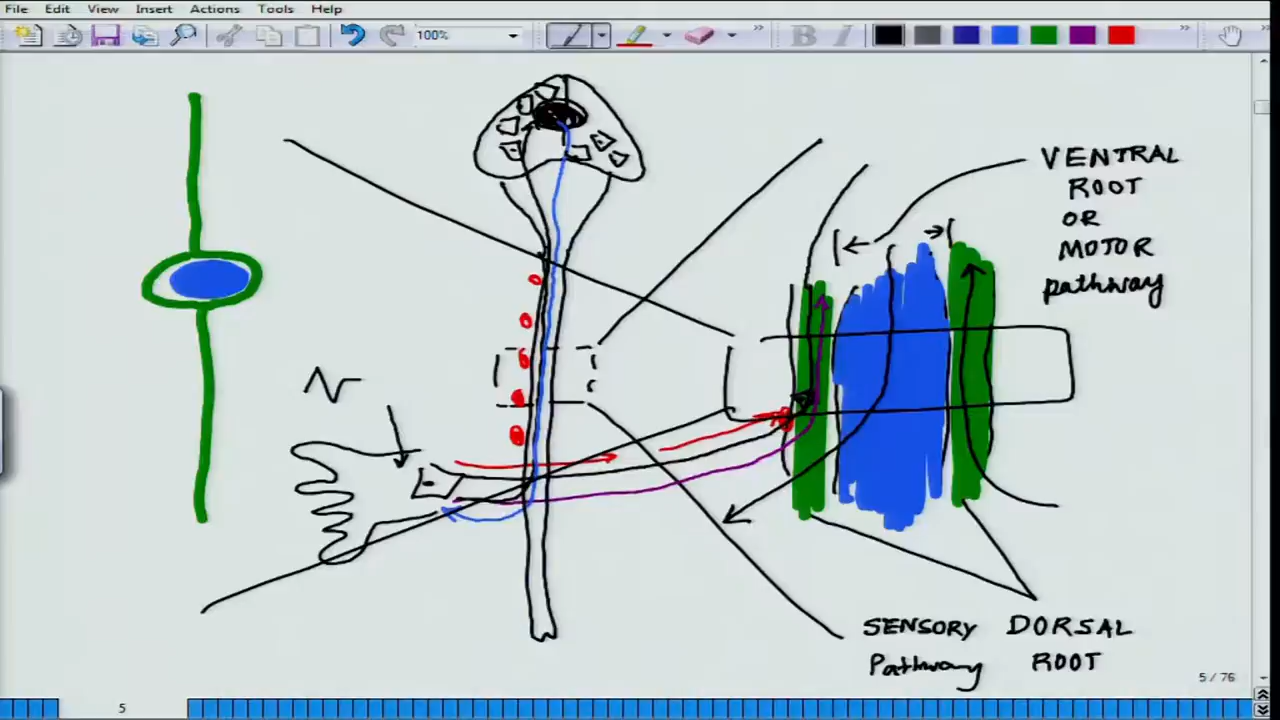 File Edit View Insert Actions Tools Help
100%
B I
VENTRAL
ROOT
OR
MOTOR
pathway
N
SENSORY
Pathway
DORSAL
ROOT
5 / 76
5